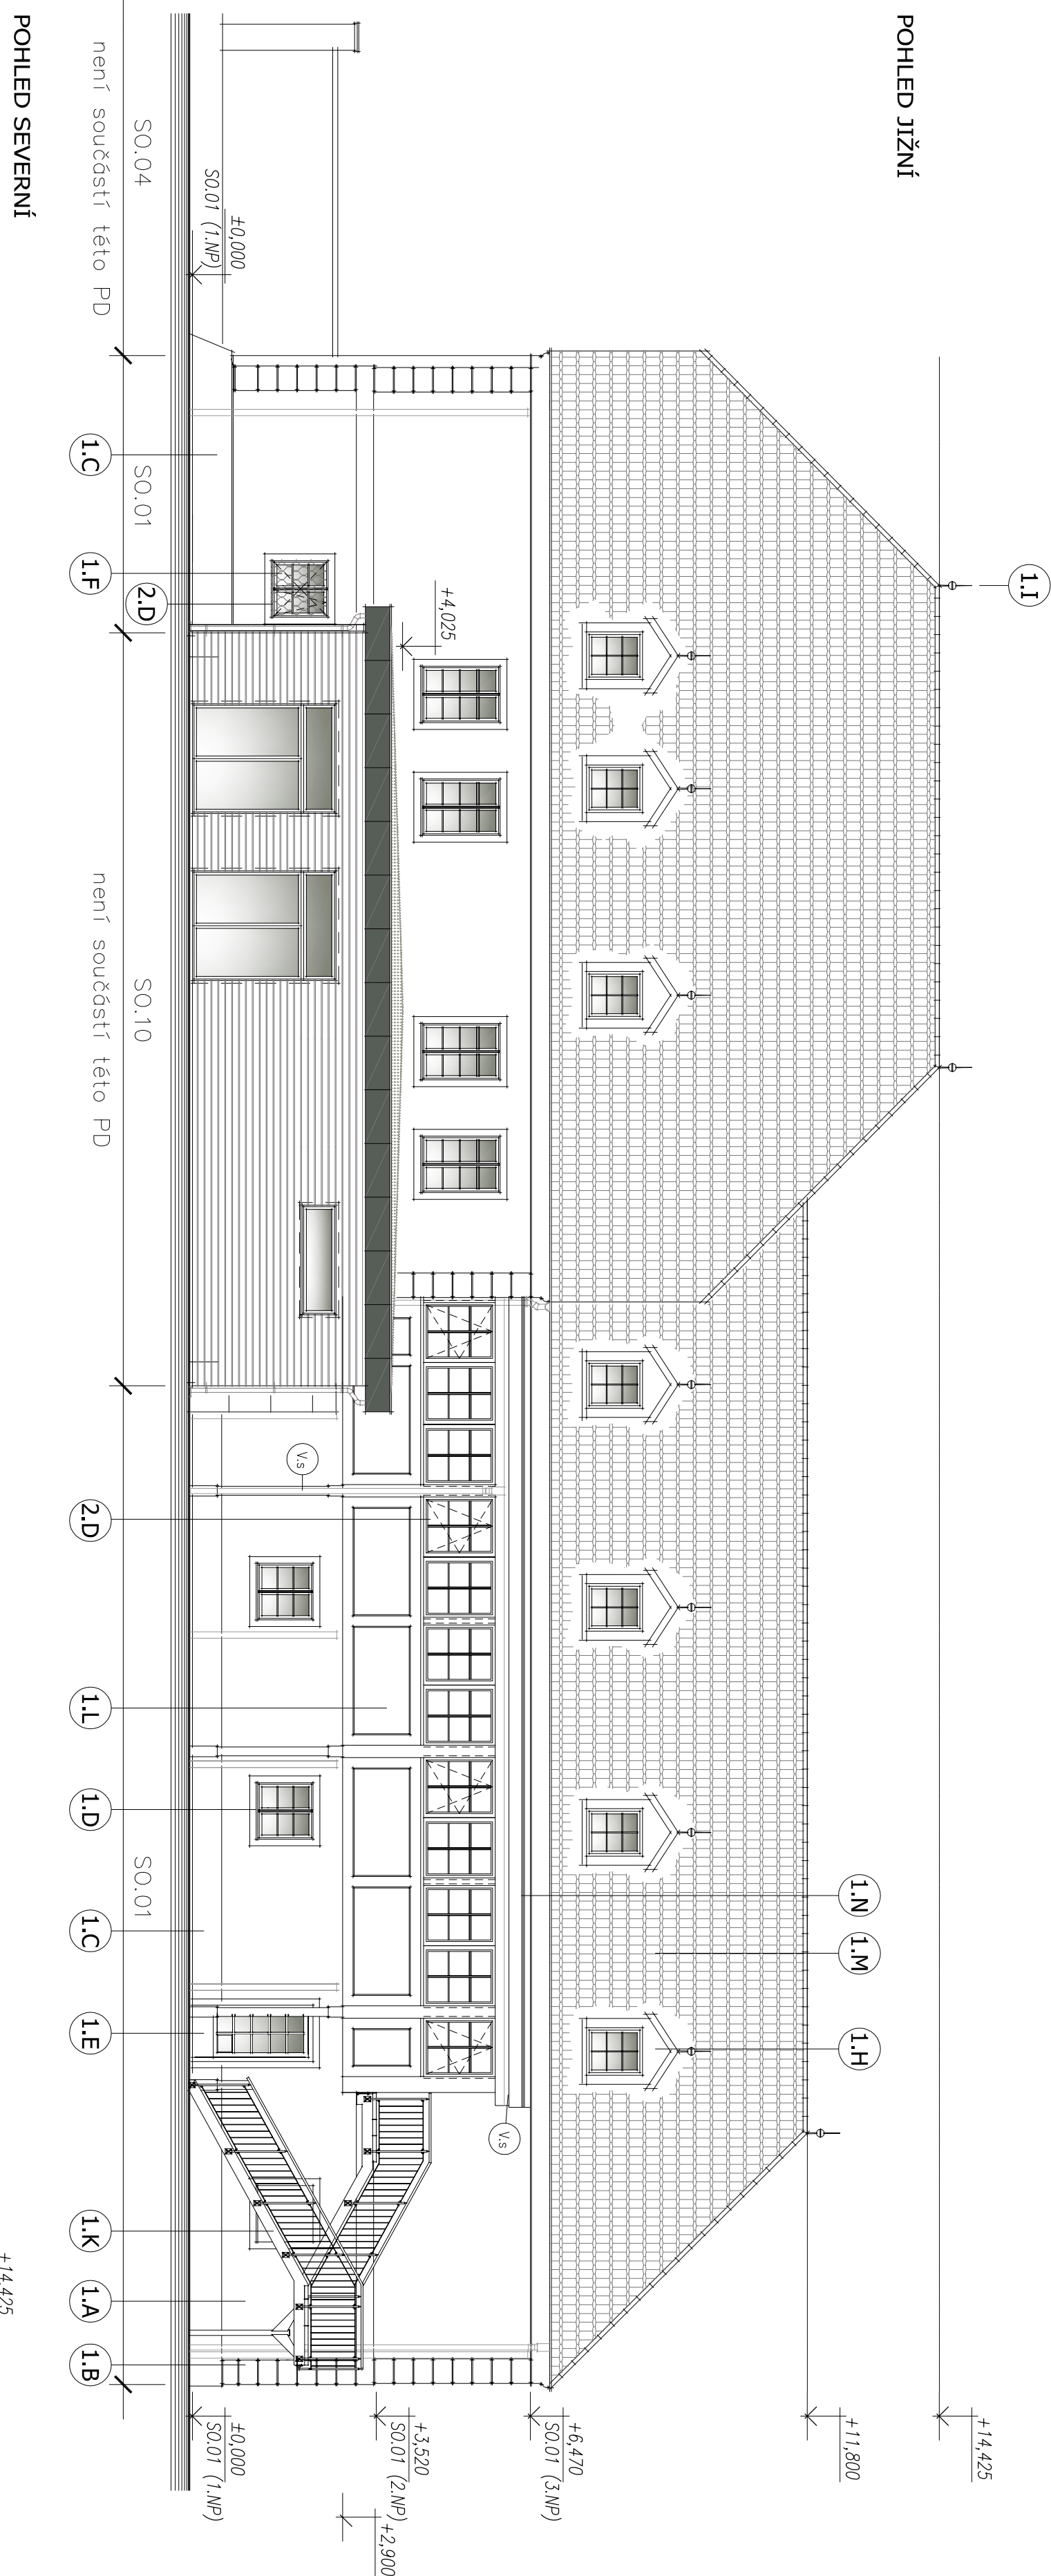 POHLED JIŽNÍ
1.I
1.N
1.M
1.H
+14,425
+11,800
+6,470
SO.01 (3.NP)
+3,520
SO.01 (2.NP)
+2,900
±0,000
SO.01 (1.NP)
+4,025
±0,000
SO.01 (1.NP)
V.s
V.s
2.D
1.C
1.F
2.D
1.L
1.D
1.C
1.E
1.K
1.A
1.B
SO.04
SO.01
SO.10
SO.01
není součástí této PD
není součástí této PD
POHLED SEVERNÍ
+14,425